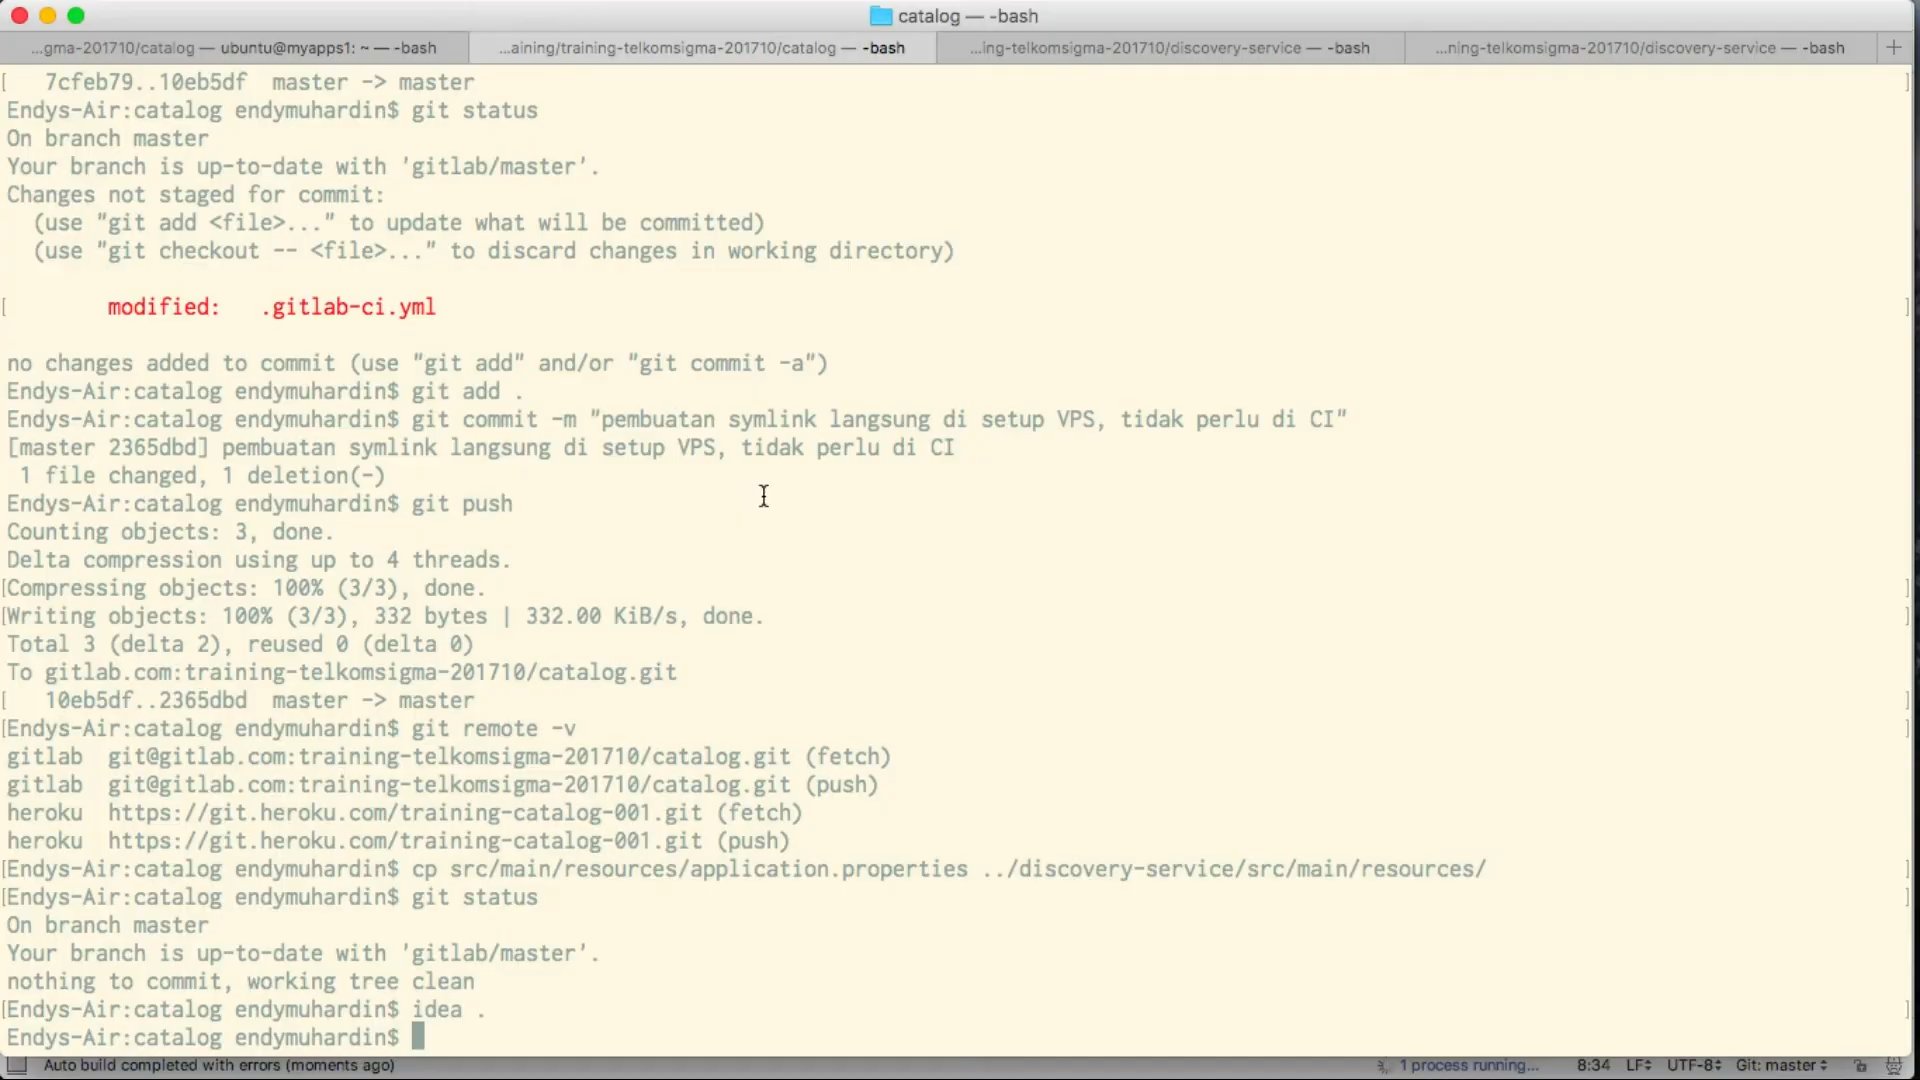 catalog — -bash
...gma-201710/catalog — ubuntu@myapps1: ~ — -bash
...aining/training-telkomsigma-201710/catalog — -bash
...ing-telkomsigma-201710/discovery-service — -bash
...ning-telkomsigma-201710/discovery-service — -bash
[   7cfeb79..10eb5df  master -> master ]
Endys-Air:catalog endymuhardin$ git status
On branch master
Your branch is up-to-date with 'gitlab/master'.
Changes not staged for commit:
  (use "git add <file>..." to update what will be committed)
  (use "git checkout -- <file>..." to discard changes in working directory)
[        modified:   .gitlab-ci.yml ]
no changes added to commit (use "git add" and/or "git commit -a")
Endys-Air:catalog endymuhardin$ git add .
Endys-Air:catalog endymuhardin$ git commit -m "pembuatan symlink langsung di setup VPS, tidak perlu di CI"
[master 2365dbd] pembuatan symlink langsung di setup VPS, tidak perlu di CI
 1 file changed, 1 deletion(-)
Endys-Air:catalog endymuhardin$ git push
Counting objects: 3, done.
Delta compression using up to 4 threads.
[Compressing objects: 100% (3/3), done. ]
[Writing objects: 100% (3/3), 332 bytes | 332.00 KiB/s, done. ]
Total 3 (delta 2), reused 0 (delta 0)
To gitlab.com:training-telkomsigma-201710/catalog.git
[   10eb5df..2365dbd  master -> master ]
[Endys-Air:catalog endymuhardin$ git remote -v ]
gitlab  git@gitlab.com:training-telkomsigma-201710/catalog.git (fetch)
gitlab  git@gitlab.com:training-telkomsigma-201710/catalog.git (push)
heroku  https://git.heroku.com/training-catalog-001.git (fetch)
heroku  https://git.heroku.com/training-catalog-001.git (push)
[Endys-Air:catalog endymuhardin$ cp src/main/resources/application.properties ../discovery-service/src/main/resources/ ]
[Endys-Air:catalog endymuhardin$ git status ]
On branch master
Your branch is up-to-date with 'gitlab/master'.
nothing to commit, working tree clean
[Endys-Air:catalog endymuhardin$ idea . ]
Endys-Air:catalog endymuhardin$
Auto build completed with errors (moments ago)
1 process running...
8:34 LF UTF-8 Git: master